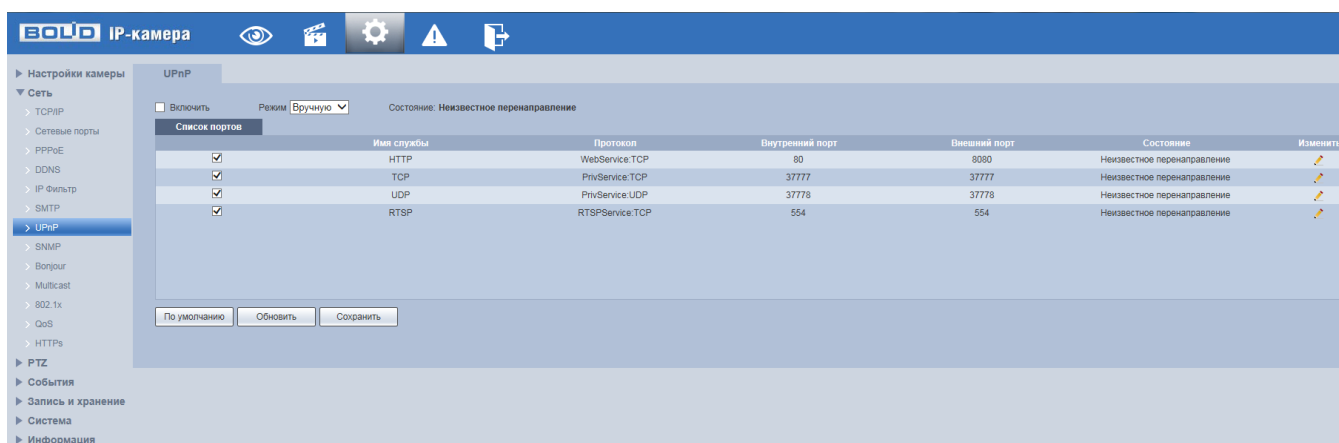 BOLID IP-камера
Настройки камеры
Сеть
TCP/IP
Сетевые порты
PPPoE
DDNS
IP Фильтр
SMTP
UPnP
SNMP
Bonjour
Multicast
802.1x
QoS
HTTPs
PTZ
События
Запись и хранение
Система
Информация
UPnP
Включить Режим Вручную Состояние: Неизвестное перенаправление
Список портов
Имя службы Протокол Внутренний порт Внешний порт Состояние Изменить
HTTP WebService:TCP 80 8080 Неизвестное перенаправление
TCP PrivService:TCP 37777 37777 Неизвестное перенаправление
UDP PrivService:UDP 37778 37778 Неизвестное перенаправление
RTSP RTSPService:TCP 554 554 Неизвестное перенаправление
По умолчанию Обновить Сохранить